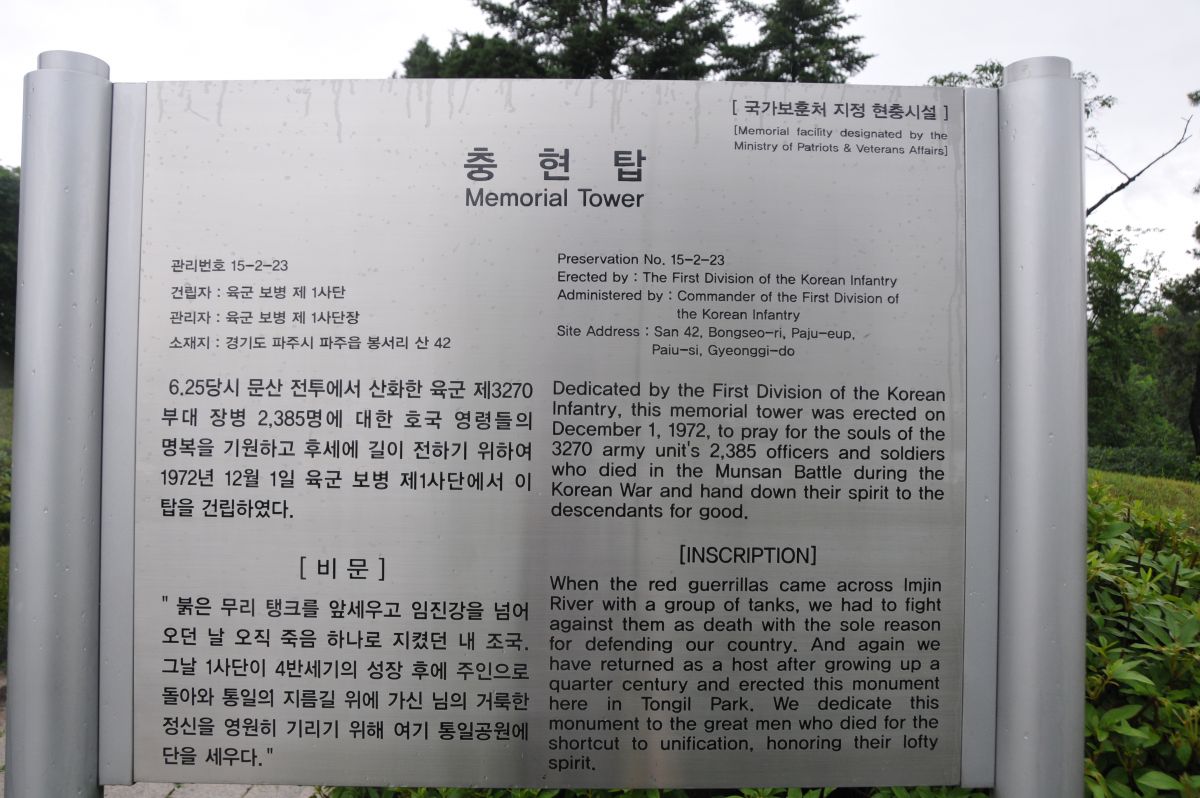 [ 국가보훈처 지정 현충시설 ]
[Memorial facility designated by the
Ministry of Patriots & Veterans Affairs]
충 현 탑
Memorial Tower
관리번호 15-2-23
건립자 : 육군 보병 제 1사단
관리자 : 육군 보병 제 1사단장
소재지 : 경기도 파주시 파주읍 봉서리 산 42
Preservation No. 15-2-23
Erected by : The First Division of the Korean Infantry
Administered by : Commander of the First Division of
the Korean Infantry
Site Address : San 42, Bongseo-ri, Paju-eup,
Paiu-si, Gyeonggi-do
6.25당시 문산 전투에서 산화한 육군 제3270
부대 장병 2,385명에 대한 호국 영령들의
명복을 기원하고 후세에 길이 전하기 위하여
1972년 12월 1일 육군 보병 제1사단에서 이
탑을 건립하였다.
Dedicated by the First Division of the Korean
Infantry, this memorial tower was erected on
December 1, 1972, to pray for the souls of the
3270 army unit's 2,385 officers and soldiers
who died in the Munsan Battle during the
Korean War and hand down their spirit to the
descendants for good.
[ 비 문 ]
" 붉은 무리 탱크를 앞세우고 임진강을 넘어
오던 날 오직 죽음 하나로 지켰던 내 조국.
그날 1사단이 4반세기의 성장 후에 주인으로
돌아와 통일의 지름길 위에 가신 님의 거룩한
정신을 영원히 기리기 위해 여기 통일공원에
단을 세우다. "
[INSCRIPTION]
When the red guerrillas came across Imjin
River with a group of tanks, we had to fight
against them as death with the sole reason
for defending our country. And again we
have returned as a host after growing up a
quarter century and erected this monument
here in Tongil Park. We dedicate this
monument to the great men who died for the
shortcut to unification, honoring their lofty
spirit.